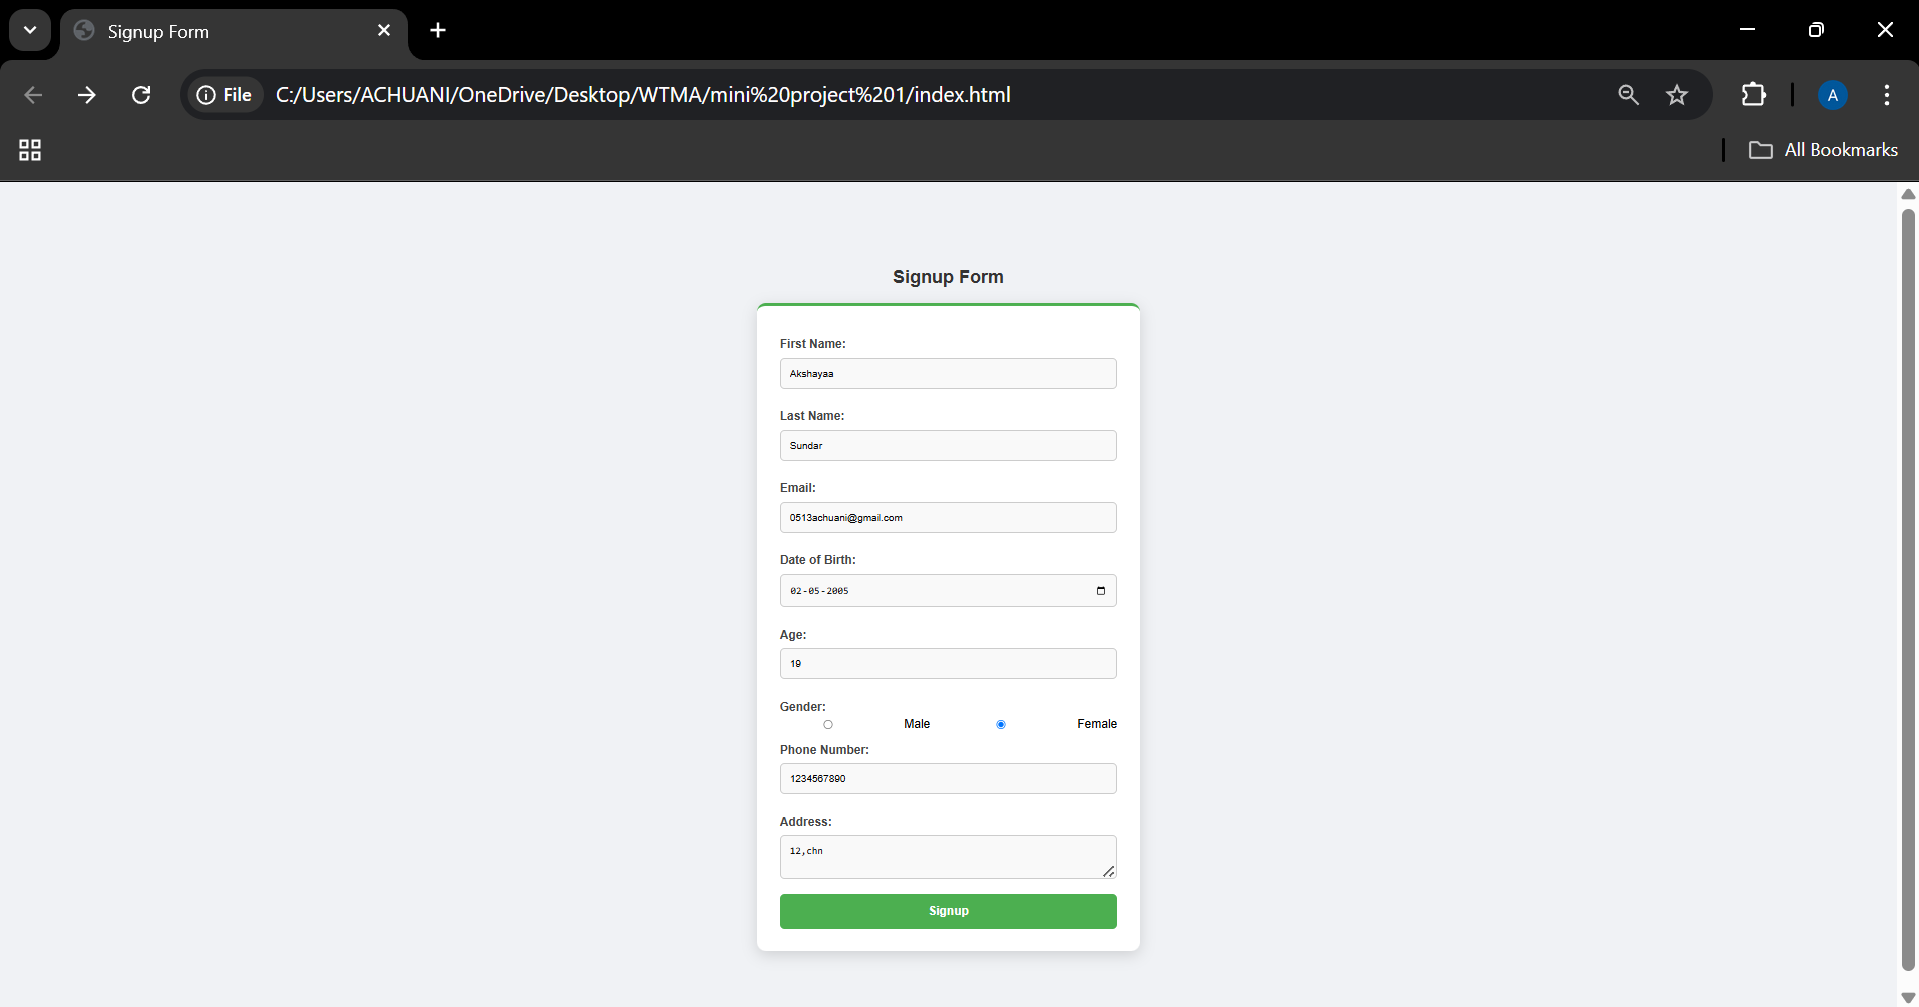 Signup Form
File C:/Users/ACHUANI/OneDrive/Desktop/WTMA/mini%20project%201/index.html A
All Bookmarks
Signup Form
First Name:
Akshayaa
Last Name:
Sundar
Email:
0513achuani@gmail.com
Date of Birth:
02-05-2005
Age:
19
Gender:
Male Female
Phone Number:
1234567890
Address:
12,chn
Signup